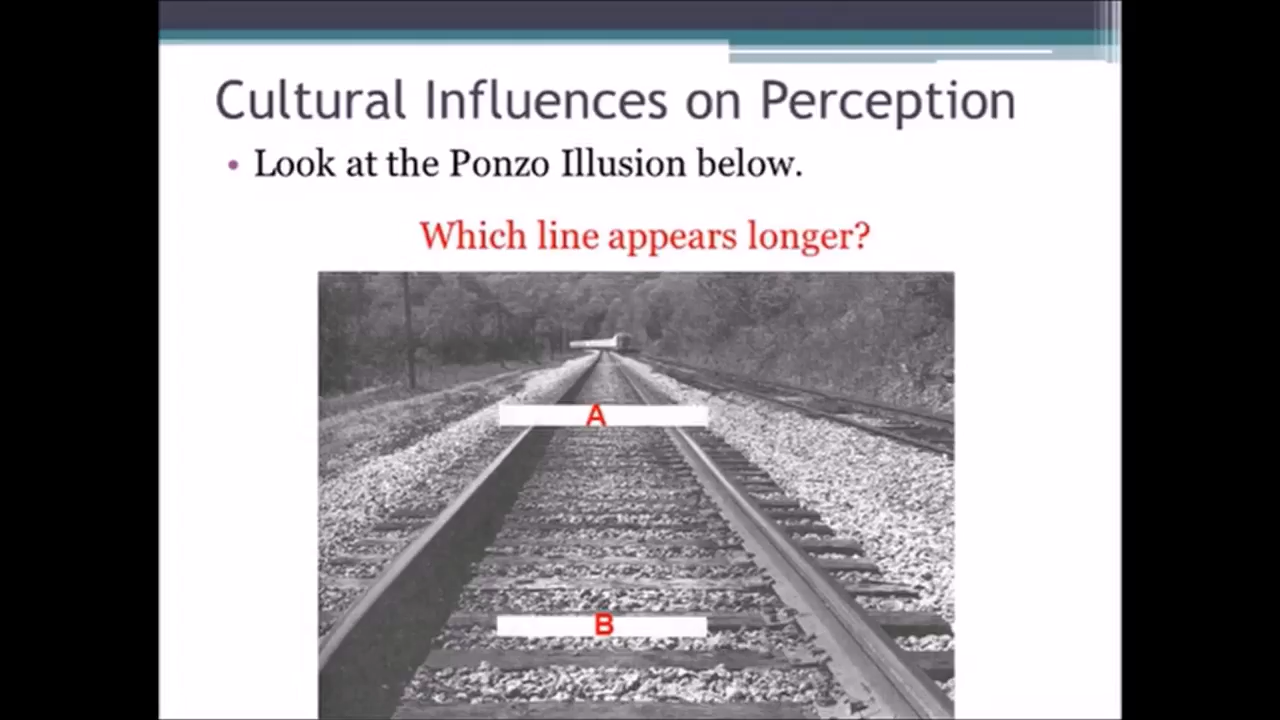 Cultural Influences on Perception
• Look at the Ponzo Illusion below.
Which line appears longer?
A
B